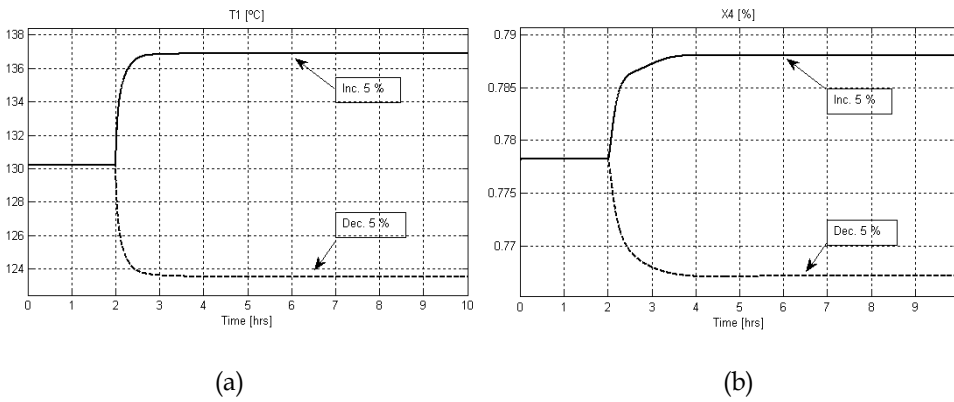 T1 [ºC]
138
136
134
132
130
128
126
124
Inc. 5 %
Dec. 5 %
0 1 2 3 4 5 6 7 8 9 10
Time [hrs]
(a)
X4 [%]
0.79
0.785
0.78
0.775
0.77
Inc. 5 %
Dec. 5 %
0 1 2 3 4 5 6 7 8 9
Time [hrs]
(b)